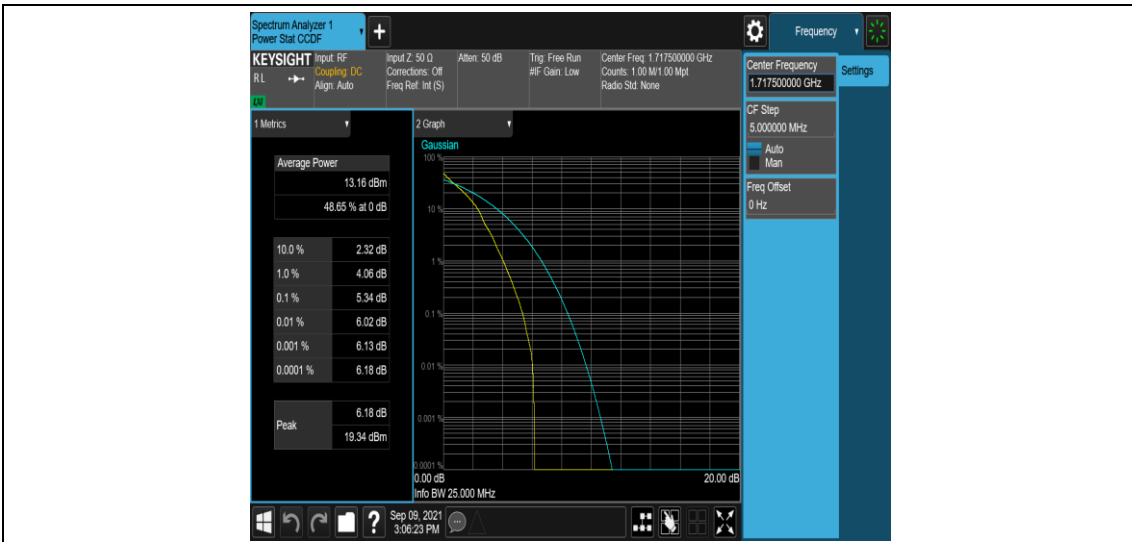 Spectrum Analyzer 1
Power Stat CCDF
+
Frequency
KEYSIGHT
RL
Input: RF
Coupling: DC
Align: Auto
Input Z: 50 Ω
Corrections: Off
Freq Ref: Int (S)
Atten: 50 dB
Trig: Free Run
#IF Gain: Low
Center Freq: 1.717500000 GHz
Counts: 1.00 M/1.00 Mpt
Radio Std: None
LNI
Center Frequency
1.717500000 GHz
Settings
CF Step
5.000000 MHz
Auto
Man
Freq Offset
0 Hz
1 Metrics
Average Power
13.16 dBm
48.65 % at 0 dB
10.0 % 2.32 dB
1.0 % 4.06 dB
0.1 % 5.34 dB
0.01 % 6.02 dB
0.001 % 6.13 dB
0.0001 % 6.18 dB
Peak
6.18 dB
19.34 dBm
2 Graph
Gaussian
100 %
10 %
1 %
0.1 %
0.01 %
0.001 %
0.0001 %
0.00 dB
20.00 dB
Info BW 25.000 MHz
?
Sep 09, 2021
3:06:23 PM